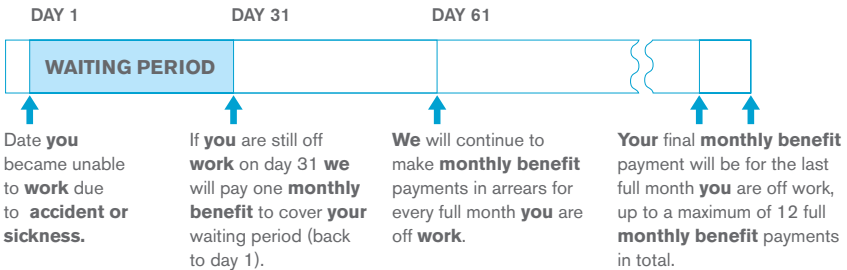 DAY 1
DAY 31
DAY 61
WAITING PERIOD
Date you
became unable
to work due
to accident or
sickness.
If you are still off
work on day 31 we
will pay one monthly
benefit to cover your
waiting period (back
to day 1).
We will continue to
make monthly benefit
payments in arrears for
every full month you are
off work.
Your final monthly benefit
payment will be for the last
full month you are off work,
up to a maximum of 12 full
monthly benefit payments
in total.